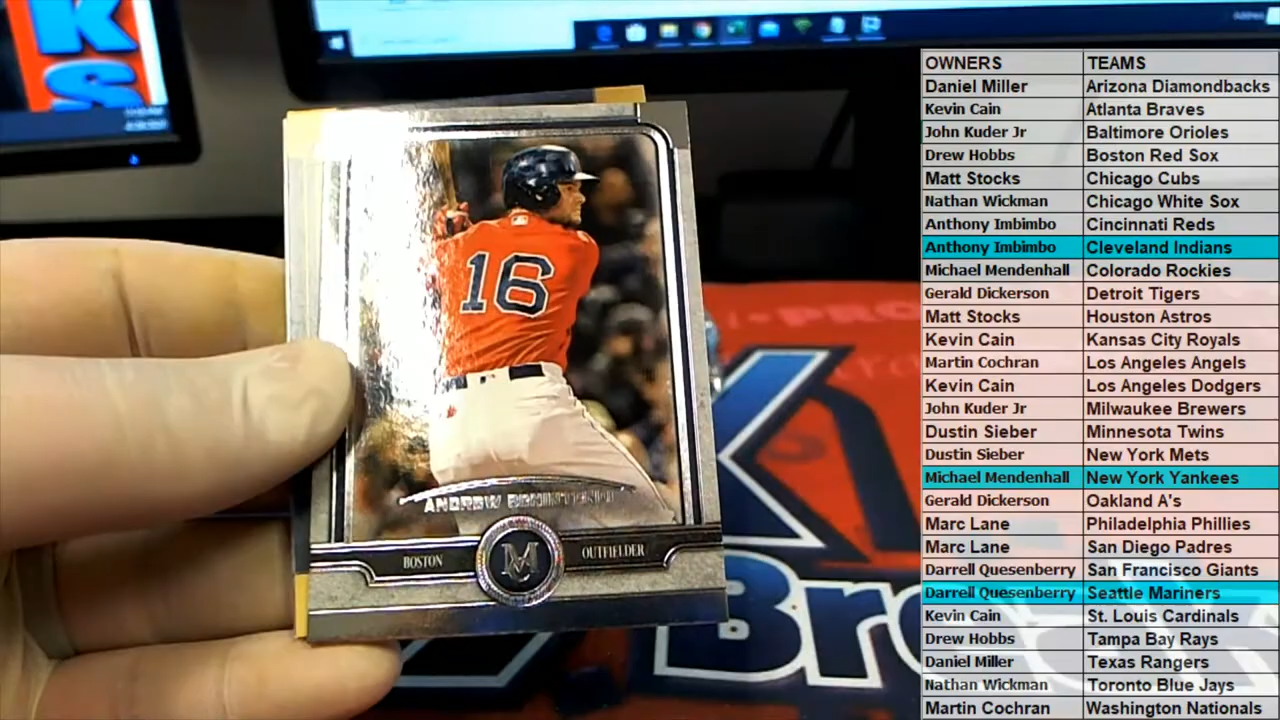 KS
16
ANDREW BENINTENDI
BOSTON
M
OUTFIELDER
Bre
OWNERS TEAMS
Daniel Miller Arizona Diamondbacks
Kevin Cain Atlanta Braves
John Kuder Jr Baltimore Orioles
Drew Hobbs Boston Red Sox
Matt Stocks Chicago Cubs
Nathan Wickman Chicago White Sox
Anthony Imbimbo Cincinnati Reds
Anthony Imbimbo Cleveland Indians
Michael Mendenhall Colorado Rockies
Gerald Dickerson Detroit Tigers
Matt Stocks Houston Astros
Kevin Cain Kansas City Royals
Martin Cochran Los Angeles Angels
Kevin Cain Los Angeles Dodgers
John Kuder Jr Milwaukee Brewers
Dustin Sieber Minnesota Twins
Dustin Sieber New York Mets
Michael Mendenhall New York Yankees
Gerald Dickerson Oakland A's
Marc Lane Philadelphia Phillies
Marc Lane San Diego Padres
Darrell Quesenberry San Francisco Giants
Darrell Quesenberry Seattle Mariners
Kevin Cain St. Louis Cardinals
Drew Hobbs Tampa Bay Rays
Daniel Miller Texas Rangers
Nathan Wickman Toronto Blue Jays
Martin Cochran Washington Nationals